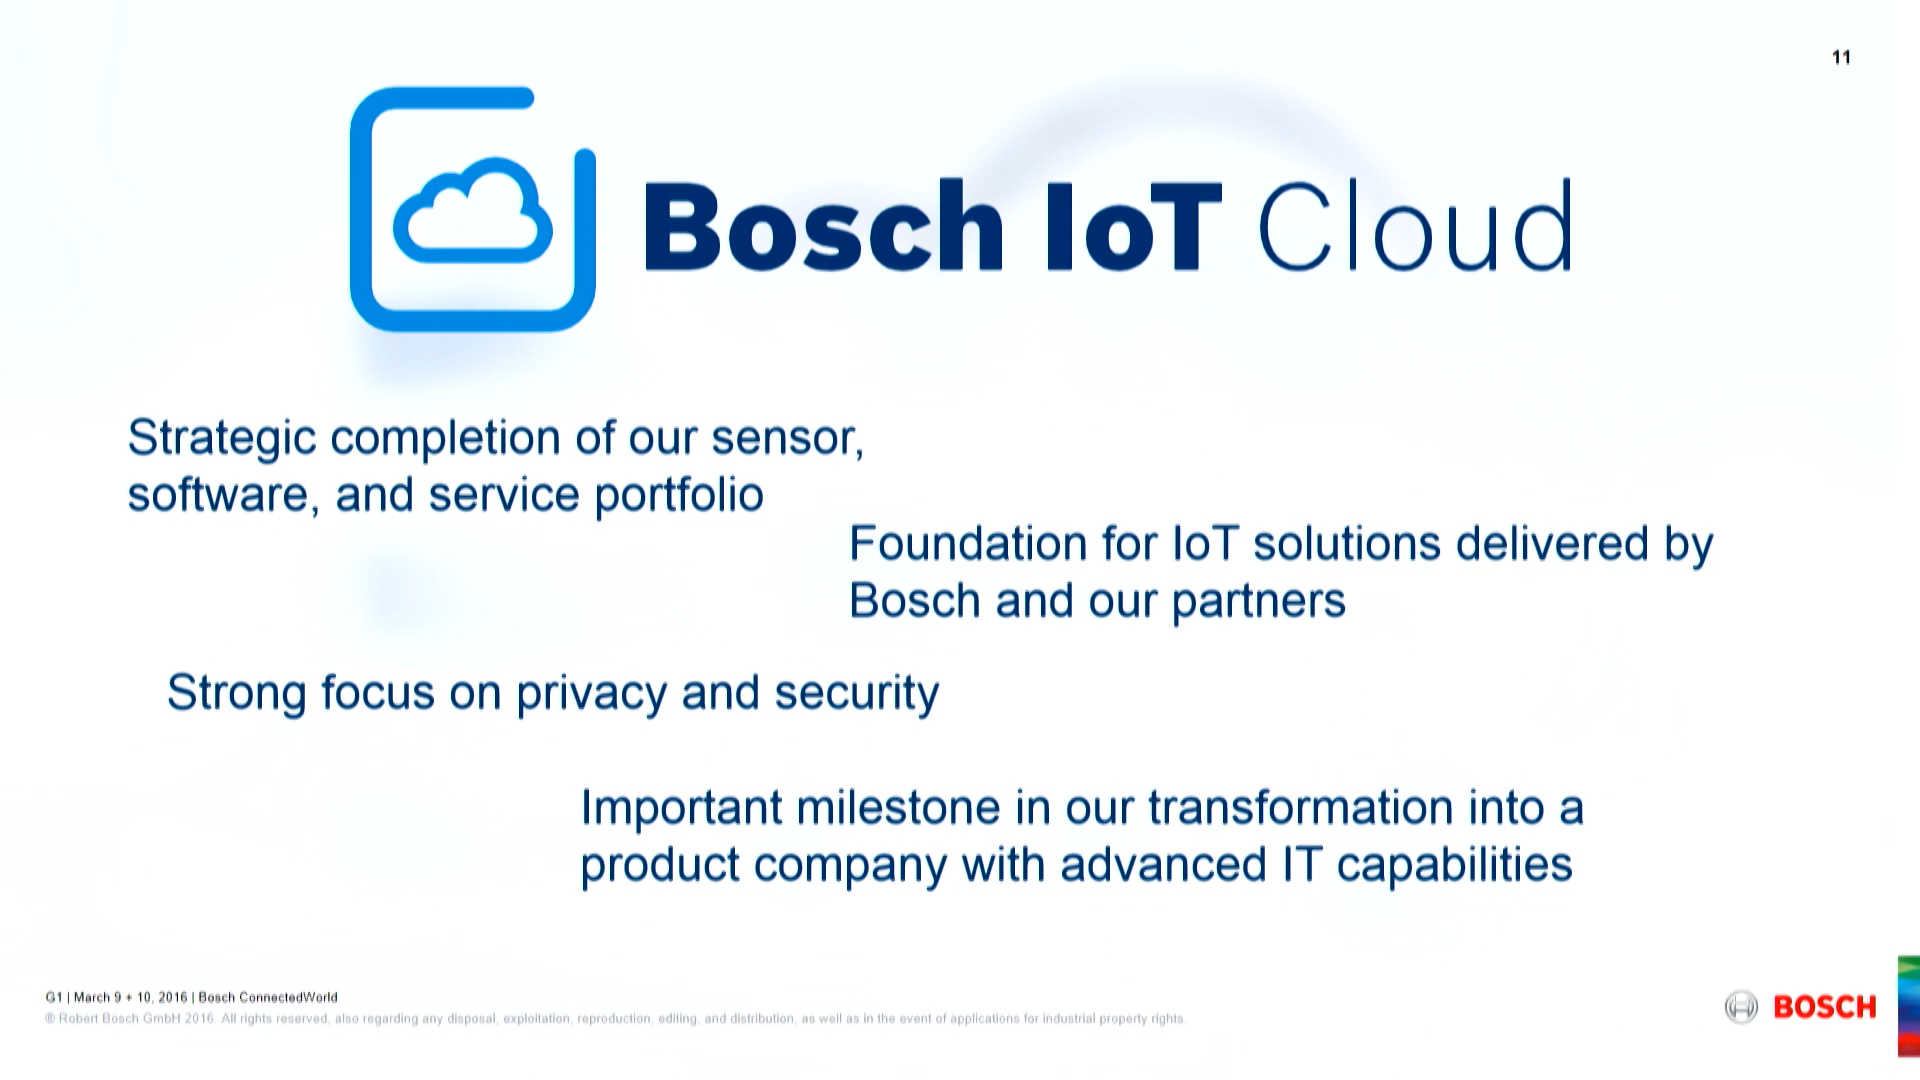 11
Bosch IoT Cloud
Strategic completion of our sensor,
software, and service portfolio
Foundation for IoT solutions delivered by
Bosch and our partners
Strong focus on privacy and security
Important milestone in our transformation into a
product company with advanced IT capabilities
G1 | March 9 + 10, 2016 | Bosch ConnectedWorld
® Robert Bosch GmbH 2016. All rights reserved, also regarding any disposal, exploitation, reproduction, editing, and distribution, as well as in the event of applications for industrial property rights.
BOSCH